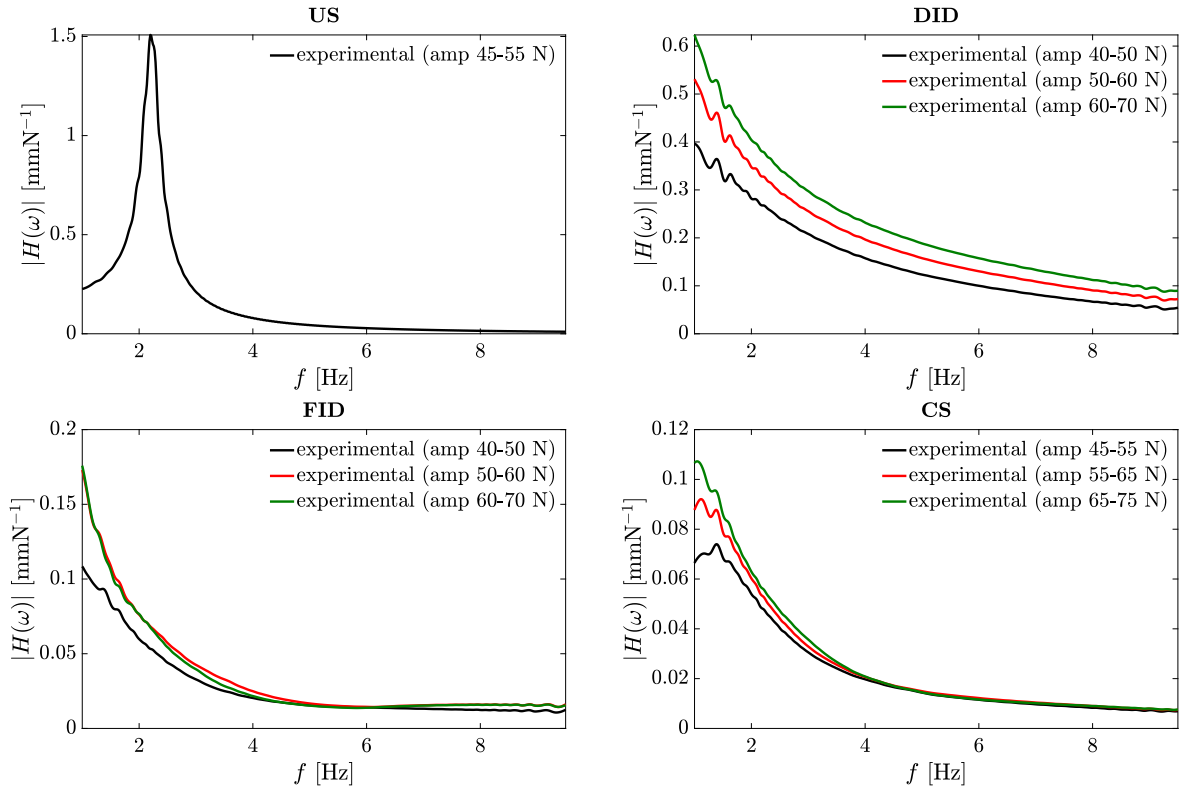 US
|H(ω)| [mmN⁻¹]
1.5
1
0.5
0
experimental (amp 45-55 N)
2 4 6 8
f [Hz]
DID
|H(ω)| [mmN⁻¹]
0.6
0.5
0.4
0.3
0.2
0.1
0
experimental (amp 40-50 N)
experimental (amp 50-60 N)
experimental (amp 60-70 N)
2 4 6 8
f [Hz]
FID
|H(ω)| [mmN⁻¹]
0.2
0.15
0.1
0.05
0
experimental (amp 40-50 N)
experimental (amp 50-60 N)
experimental (amp 60-70 N)
2 4 6 8
f [Hz]
CS
|H(ω)| [mmN⁻¹]
0.12
0.1
0.08
0.06
0.04
0.02
0
experimental (amp 45-55 N)
experimental (amp 55-65 N)
experimental (amp 65-75 N)
2 4 6 8
f [Hz]